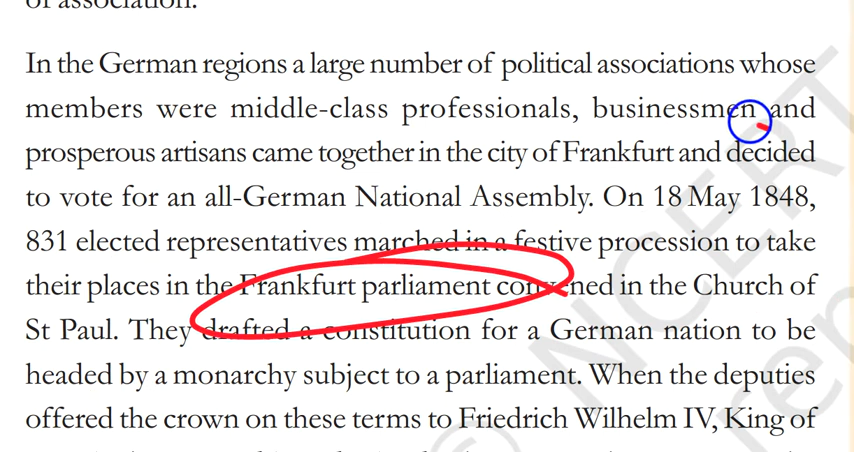 of association.
In the German regions a large number of political associations whose
members were middle-class professionals, businessmen and
prosperous artisans came together in the city of Frankfurt and decided
to vote for an all-German National Assembly. On 18 May 1848,
831 elected representatives marched in a festive procession to take
their places in the Frankfurt parliament convened in the Church of
St Paul. They drafted a constitution for a German nation to be
headed by a monarchy subject to a parliament. When the deputies
offered the crown on these terms to Friedrich Wilhelm IV, King of
© NCERT